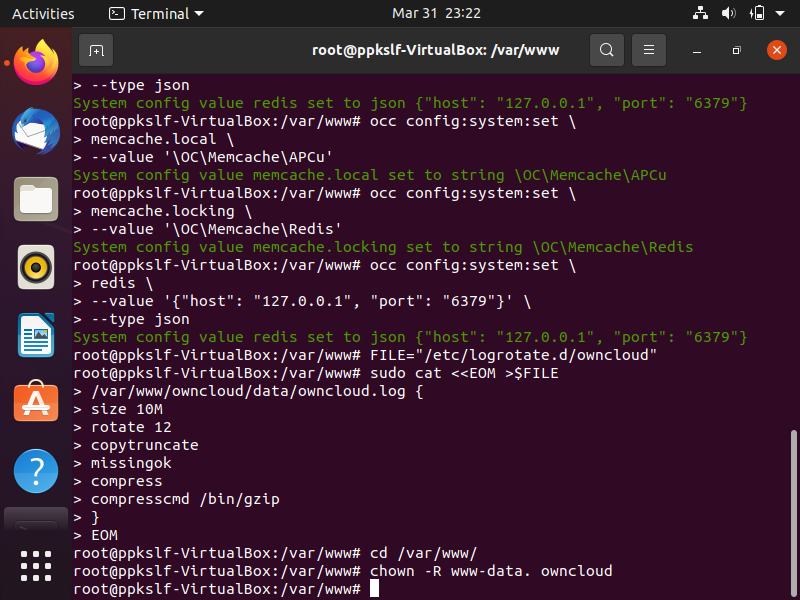 Activities Terminal Mar 31 23:22
root@ppkslf-VirtualBox: /var/www
> --type json
System config value redis set to json {"host": "127.0.0.1", "port": "6379"}
root@ppkslf-VirtualBox:/var/www# occ config:system:set \
> memcache.local \
> --value '\OC\Memcache\APCu'
System config value memcache.local set to string \OC\Memcache\APCu
root@ppkslf-VirtualBox:/var/www# occ config:system:set \
> memcache.locking \
> --value '\OC\Memcache\Redis'
System config value memcache.locking set to string \OC\Memcache\Redis
root@ppkslf-VirtualBox:/var/www# occ config:system:set \
> redis \
> --value '{"host": "127.0.0.1", "port": "6379"}' \
> --type json
System config value redis set to json {"host": "127.0.0.1", "port": "6379"}
root@ppkslf-VirtualBox:/var/www# FILE="/etc/logrotate.d/owncloud"
root@ppkslf-VirtualBox:/var/www# sudo cat <<EOM >$FILE
> /var/www/owncloud/data/owncloud.log {
> size 10M
> rotate 12
> copytruncate
> missingok
> compress
> compresscmd /bin/gzip
> }
> EOM
root@ppkslf-VirtualBox:/var/www# cd /var/www/
root@ppkslf-VirtualBox:/var/www# chown -R www-data. owncloud
root@ppkslf-VirtualBox:/var/www#